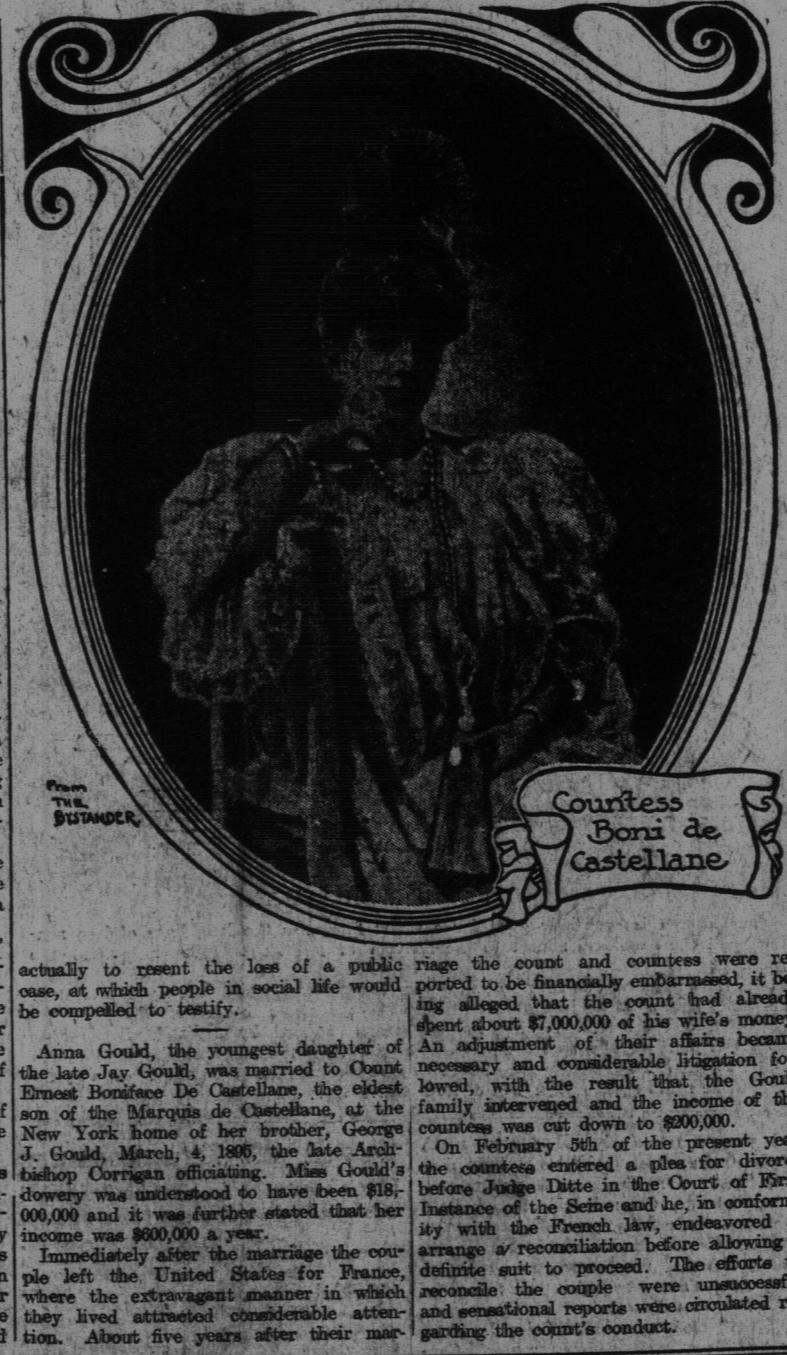 From
THE
BYSTANDER
Countess
Boni de
Castellane
actually to resent the loss of a public
case, at which people in social life would
be compelled to testify.
Anna Gould, the youngest daughter of
the late Jay Gould, was married to Count
Ernest Boniface De Castellane, the eldest
son of the Marquis de Castellane, at the
New York home of her brother, George
J. Gould, March, 4, 1895, the late Arch-
bishop Corrigan officiating. Miss Gould's
dowery was understood to have been $18,-
000,000 and it was further stated that her
income was $600,000 a year.
Immediately after the marriage the cou-
ple left the United States for France,
where the extravagant manner in which
they lived attracted considerable atten-
tion. About five years after their mar-
riage the count and countess were re
ported to be financially embarrassed, it be
ing alleged that the count had alread
spent about $7,000,000 of his wife's money
An adjustment of their affairs becam
necessary and considerable litigation fo
lowed, with the result that the Goul
family intervened and the income of th
countess was cut down to $200,000.
On February 5th of the present yea
the countess entered a plea for divorc
before Judge Ditte in the Court of Firs
Instance of the Seine and he, in conform
ity with the French law, endeavored
arrange a reconciliation before allowing
definite suit to proceed. The efforts t
reconcile the couple were unsuccessf
and sensational reports were circulated r
garding the count's conduct.